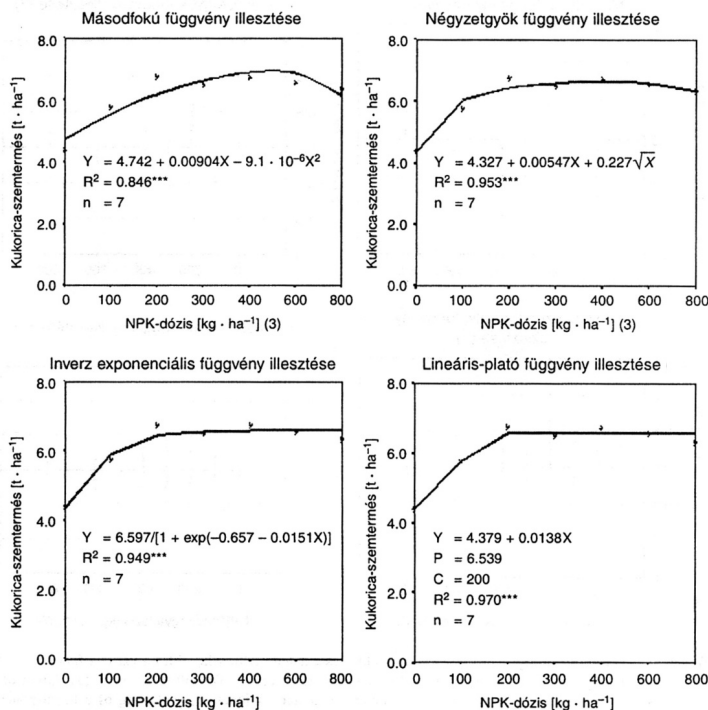 Másodfokú függvény illesztése
Kukorica-szemtermés [t · ha⁻¹]
8.0
6.0
4.0
2.0
0.0
Y = 4.742 + 0.00904X – 9.1 · 10⁻⁶X²
R² = 0.846***
n = 7
0 100 200 300 400 600 800
NPK-dózis [kg · ha⁻¹] (3)
Négyzetgyök függvény illesztése
Kukorica-szemtermés [t · ha⁻¹]
8.0
6.0
4.0
2.0
0.0
Y = 4.327 + 0.00547X + 0.227√X
R² = 0.953***
n = 7
0 100 200 300 400 600 800
NPK-dózis [kg · ha⁻¹] (3)
Inverz exponenciális függvény illesztése
Kukorica-szemtermés [t · ha⁻¹]
8.0
6.0
4.0
2.0
0.0
Y = 6.597/[1 + exp(–0.657 – 0.0151X)]
R² = 0.949***
n = 7
0 100 200 300 400 600 800
NPK-dózis [kg · ha⁻¹]
Lineáris-plató függvény illesztése
Kukorica-szemtermés [t · ha⁻¹]
8.0
6.0
4.0
2.0
0.0
Y = 4.379 + 0.0138X
P = 6.539
C = 200
R² = 0.970***
n = 7
0 100 200 300 400 600 800
NPK-dózis [kg · ha⁻¹]